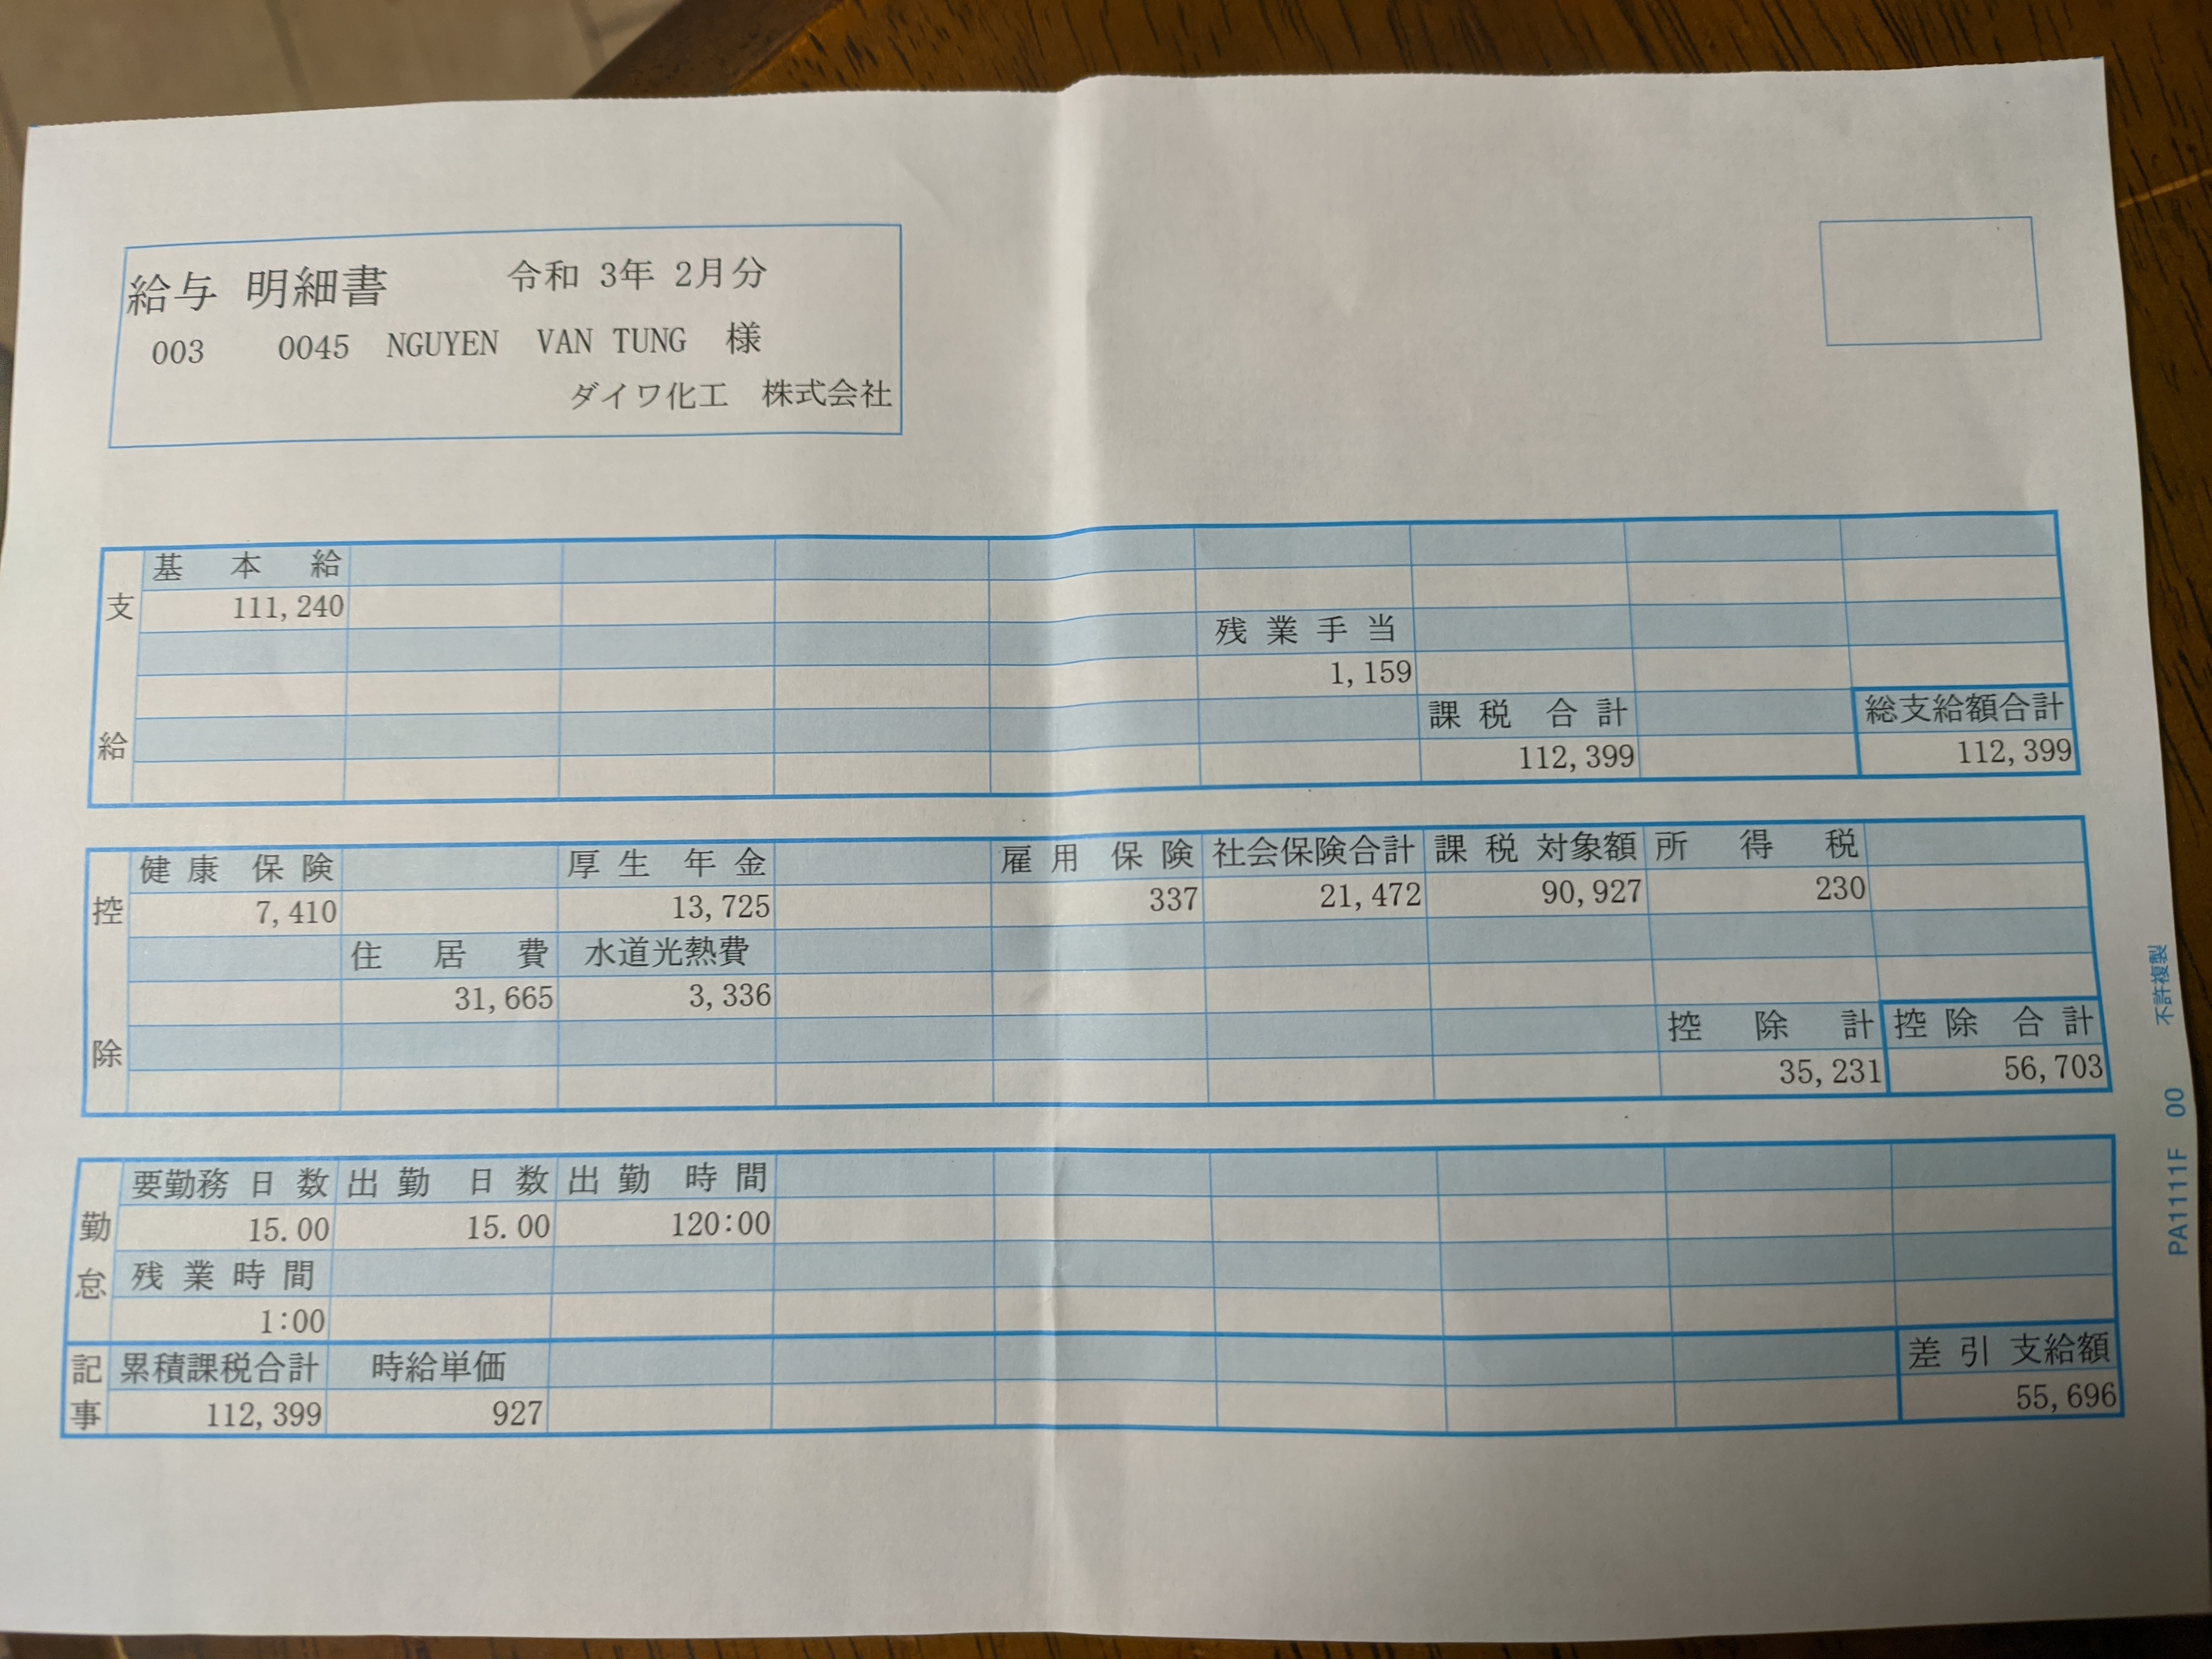 給与 明細書 令和 3年 2月分
003 0045 NGUYEN VAN TUNG 様
ダイワ化工 株式会社
支給
基本給
111,240
残業手当
1,159
課税合計 総支給額合計
112,399 112,399
控除
健康保険 厚生年金 雇用保険 社会保険合計 課税対象額 所得税
7,410 13,725 337 21,472 90,927 230
住居費 水道光熱費
31,665 3,336
控除計 控除合計
35,231 56,703
勤怠
要勤務日数 出勤日数 出勤時間
15.00 15.00 120:00
残業時間
1:00
記事
累積課税合計 時給単価 差引支給額
112,399 927 55,696
PA1111F 00 不許複製